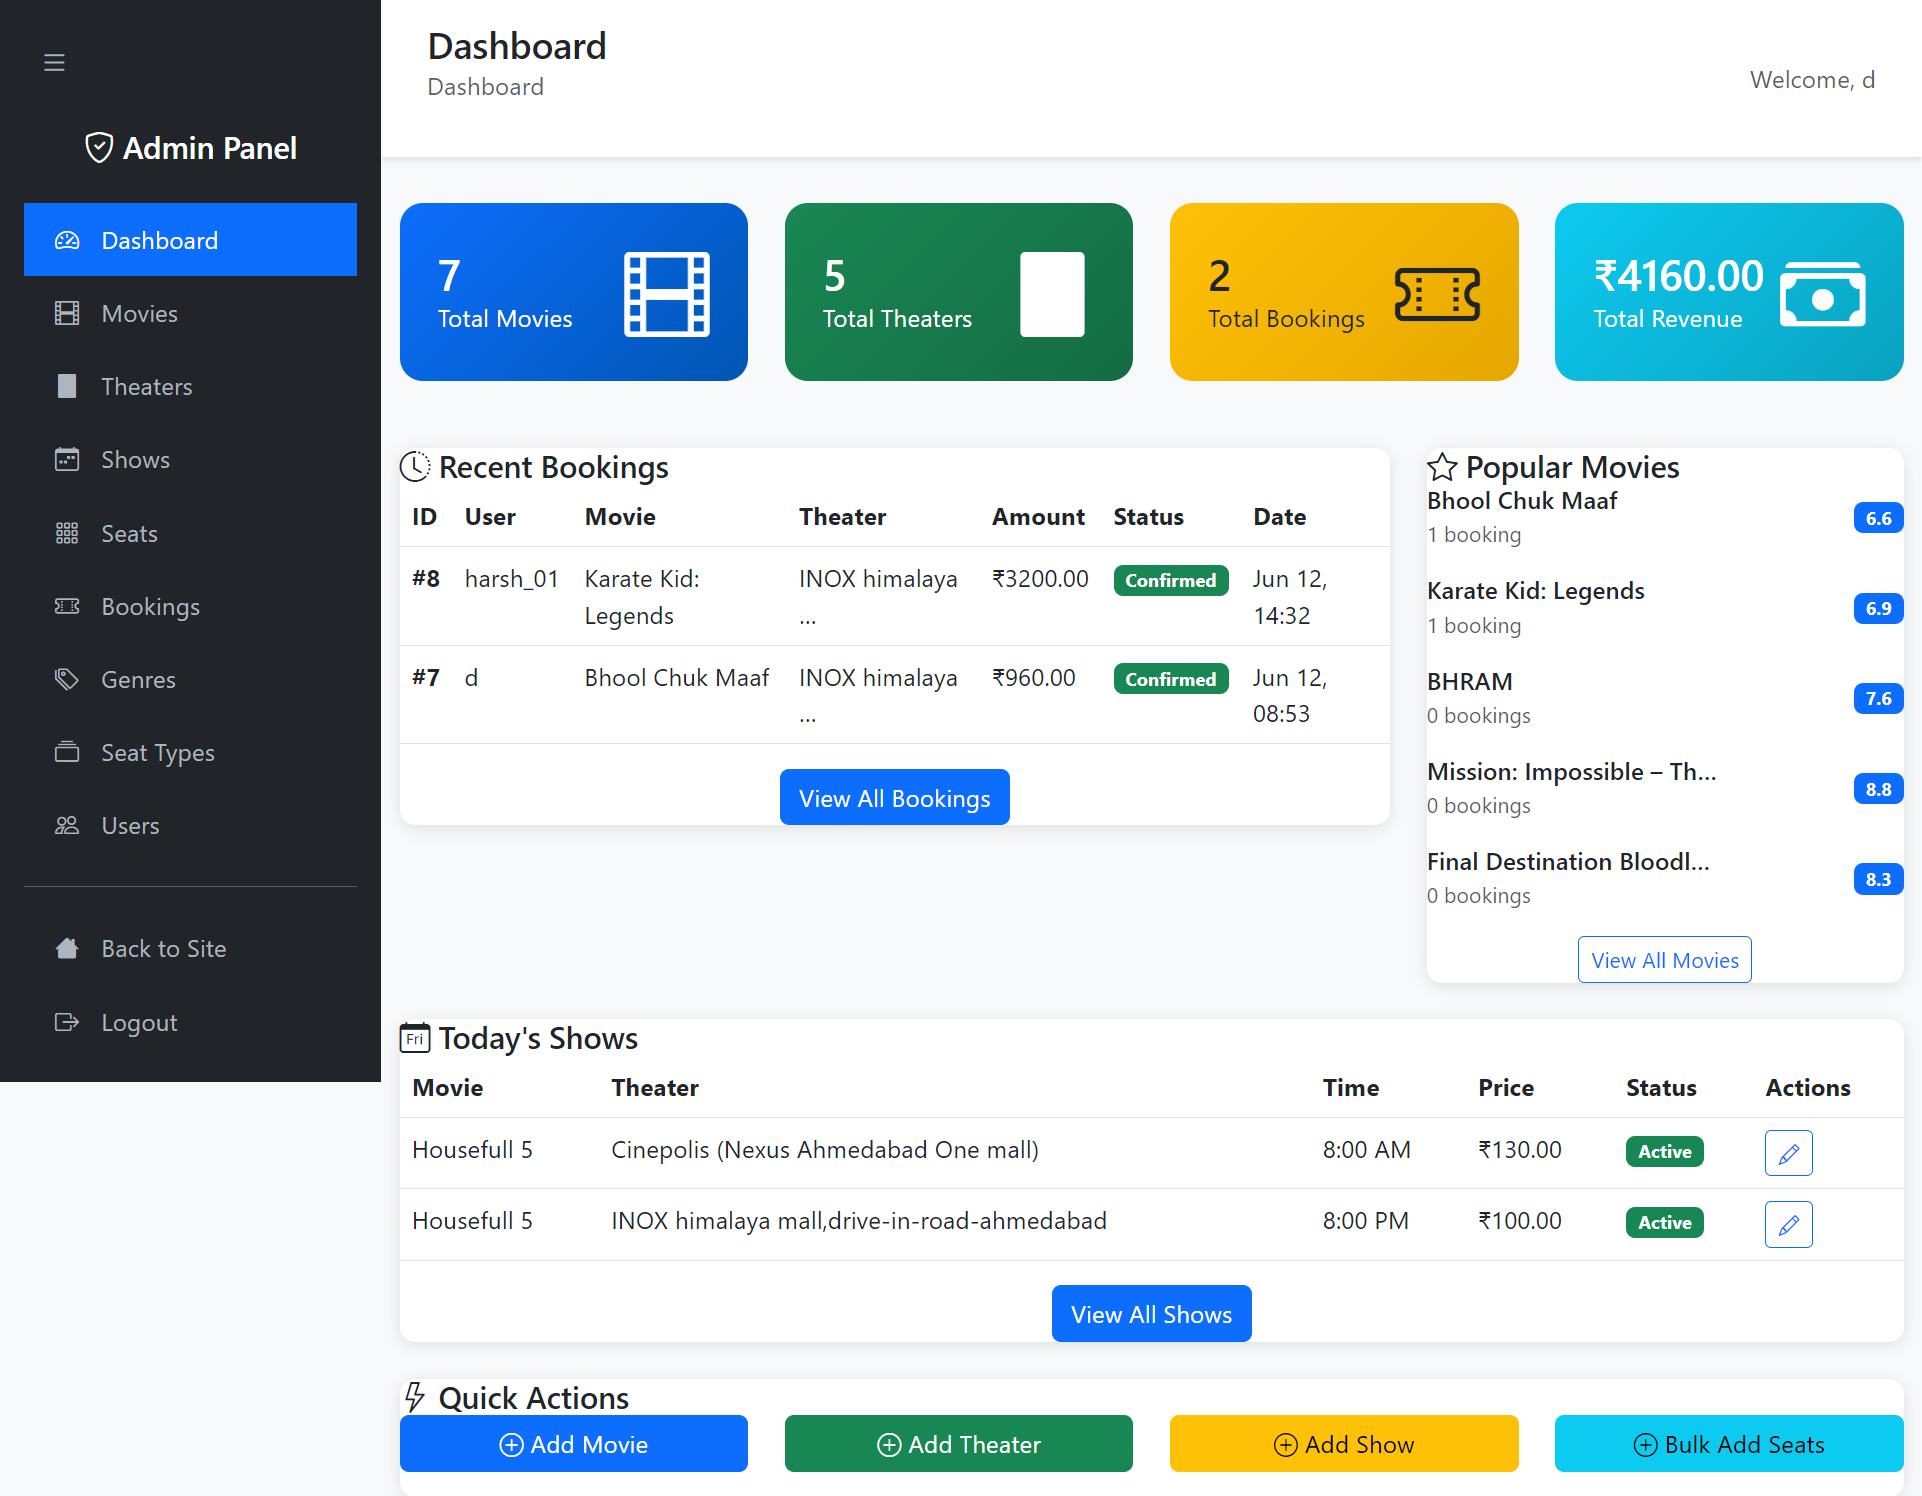 Admin Panel
Dashboard
Movies
Theaters
Shows
Seats
Bookings
Genres
Seat Types
Users
Back to Site
Logout
Dashboard
Dashboard
Welcome, d
7
Total Movies
5
Total Theaters
2
Total Bookings
₹4160.00
Total Revenue
Recent Bookings
ID User Movie Theater Amount Status Date
#8 harsh_01 Karate Kid: INOX himalaya ₹3200.00 Confirmed Jun 12,
Legends ... 14:32
#7 d Bhool Chuk Maaf INOX himalaya ₹960.00 Confirmed Jun 12,
... 08:53
View All Bookings
Popular Movies
Bhool Chuk Maaf
1 booking
6.6
Karate Kid: Legends
1 booking
6.9
BHRAM
0 bookings
7.6
Mission: Impossible – Th...
0 bookings
8.8
Final Destination Bloodl...
0 bookings
8.3
View All Movies
Fri Today's Shows
Movie Theater Time Price Status Actions
Housefull 5 Cinepolis (Nexus Ahmedabad One mall) 8:00 AM ₹130.00 Active
Housefull 5 INOX himalaya mall,drive-in-road-ahmedabad 8:00 PM ₹100.00 Active
View All Shows
Quick Actions
Add Movie
Add Theater
Add Show
Bulk Add Seats